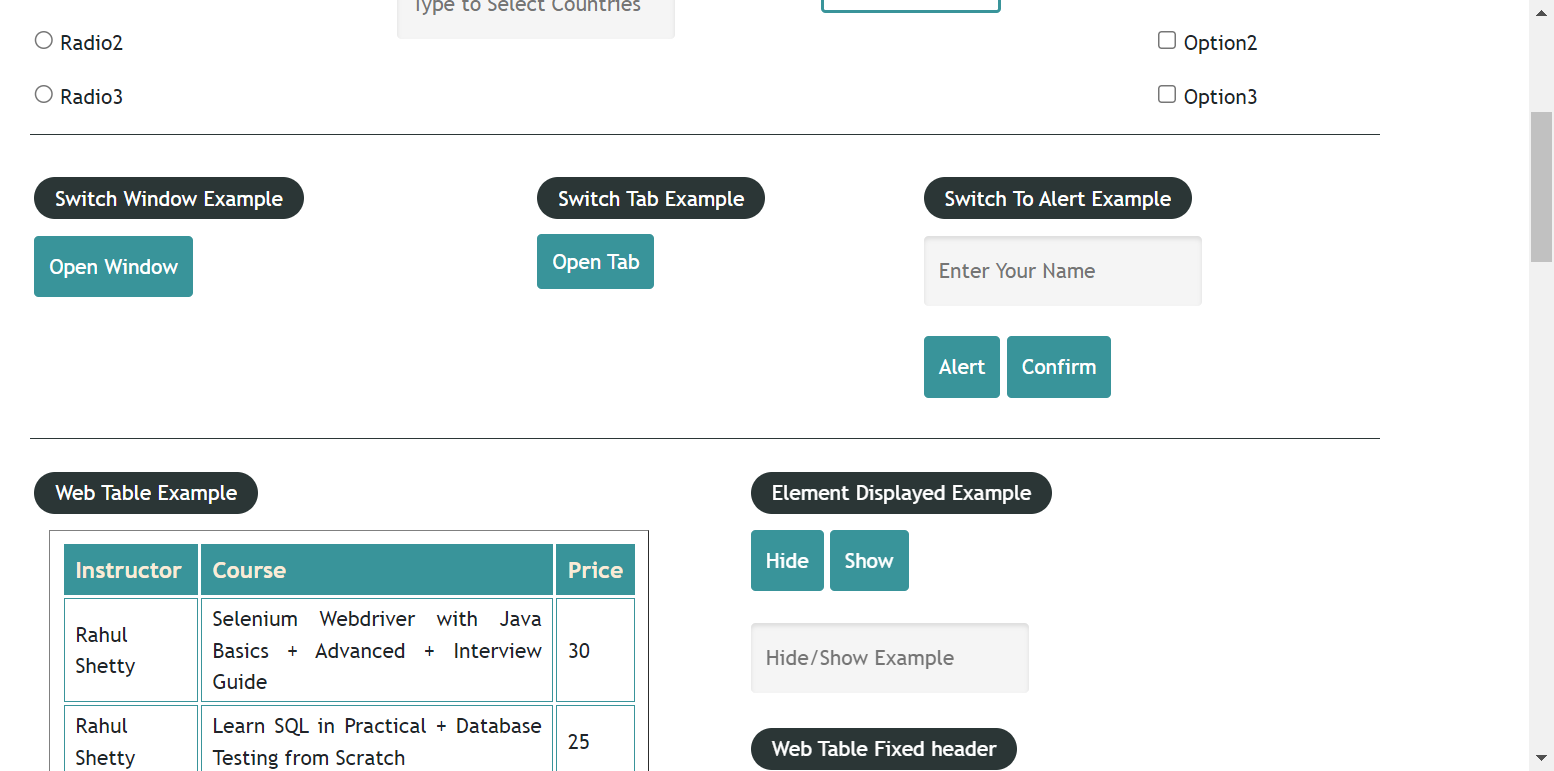 Type to Select Countries
Radio2
Option2
Radio3
Option3
Switch Window Example
Switch Tab Example
Switch To Alert Example
Open Window
Open Tab
Enter Your Name
Alert
Confirm
Web Table Example
Element Displayed Example
Instructor Course Price
Hide
Show
Rahul
Shetty
Selenium Webdriver with Java
Basics + Advanced + Interview
Guide
30
Hide/Show Example
Rahul
Shetty
Learn SQL in Practical + Database
Testing from Scratch
25
Web Table Fixed header